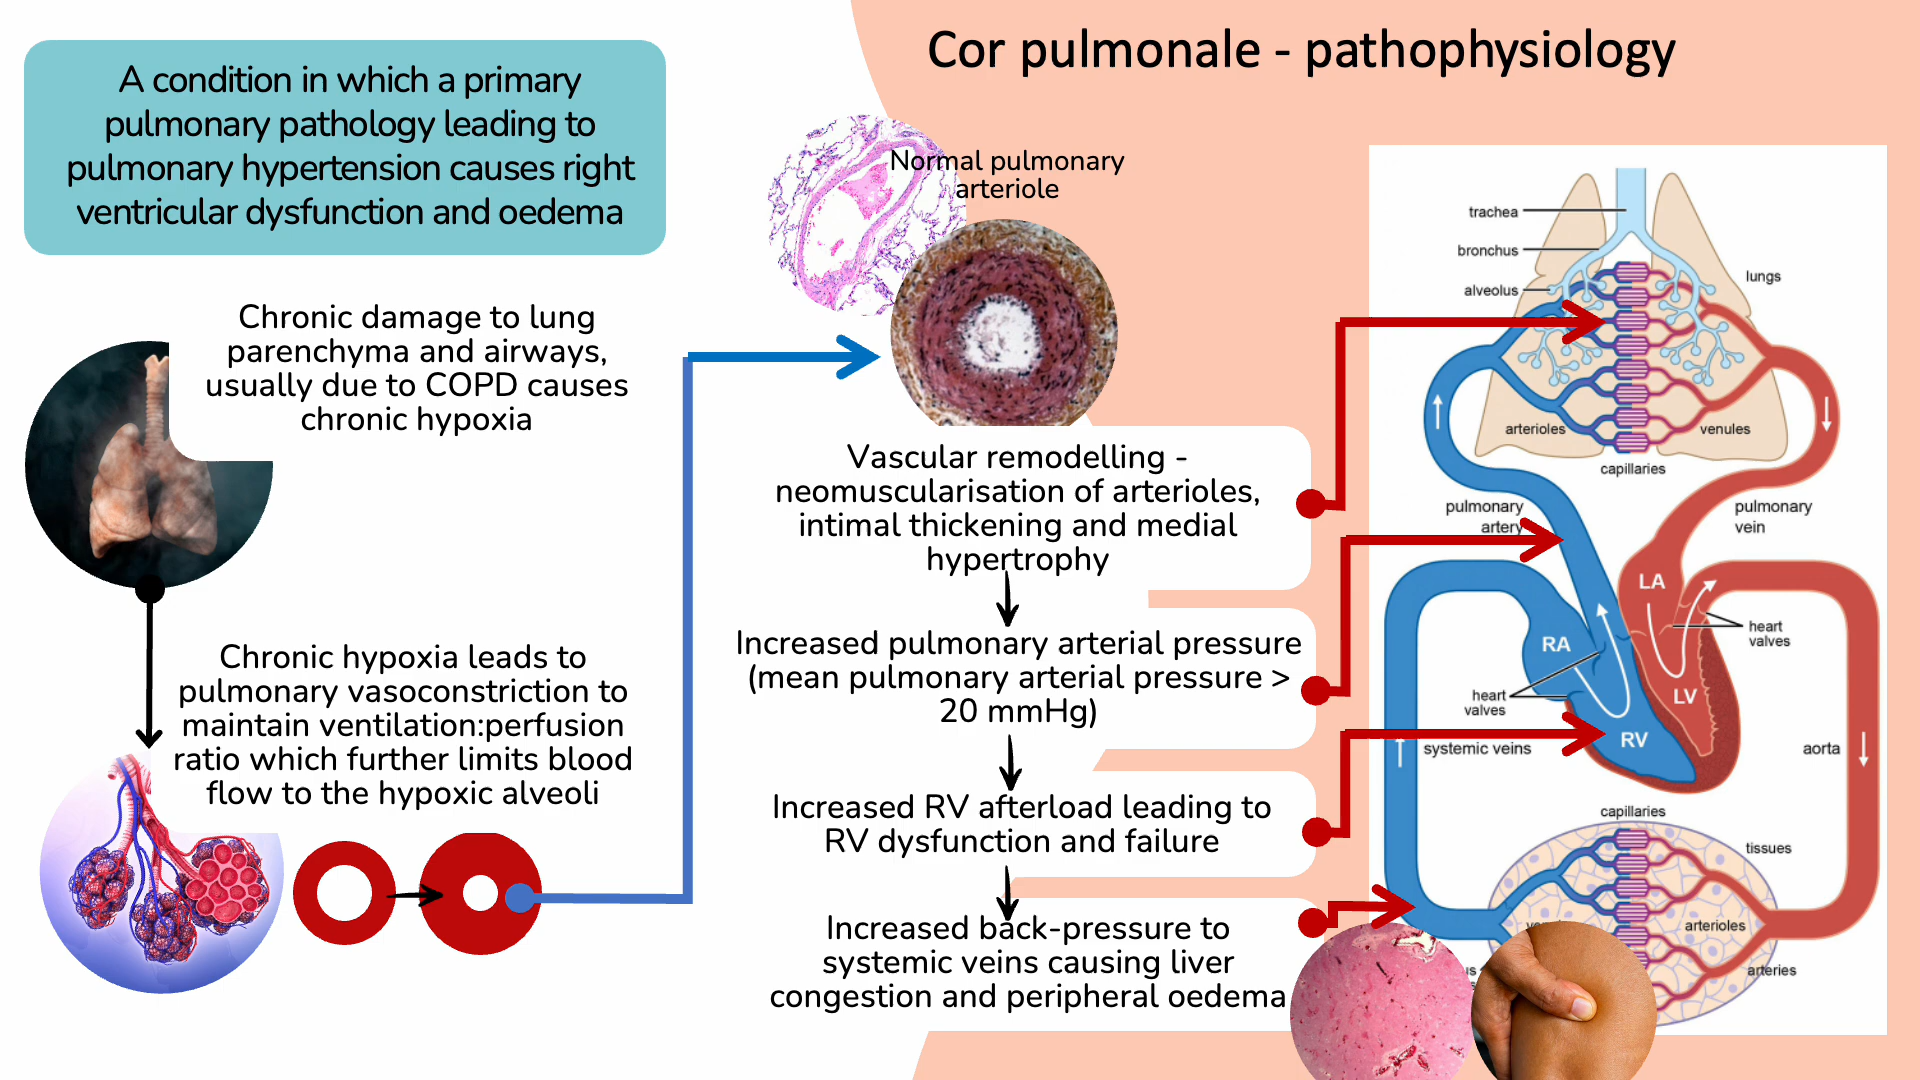 Cor pulmonale - pathophysiology
A condition in which a primary
pulmonary pathology leading to
pulmonary hypertension causes right
ventricular dysfunction and oedema
Chronic damage to lung
parenchyma and airways,
usually due to COPD causes
chronic hypoxia
Chronic hypoxia leads to
pulmonary vasoconstriction to
maintain ventilation:perfusion
ratio which further limits blood
flow to the hypoxic alveoli
Normal pulmonary
arteriole
Vascular remodelling -
neomuscularisation of arterioles,
intimal thickening and medial
hypertrophy
Increased pulmonary arterial pressure
(mean pulmonary arterial pressure >
20 mmHg)
Increased RV afterload leading to
RV dysfunction and failure
Increased back-pressure to
systemic veins causing liver
congestion and peripheral oedema
trachea
bronchus
alveolus
lungs
arterioles
venules
capillaries
pulmonary
artery
pulmonary
vein
LA
RA
heart
valves
LV
heart
valves
RV
systemic veins
aorta
capillaries
tissues
arterioles
arteries